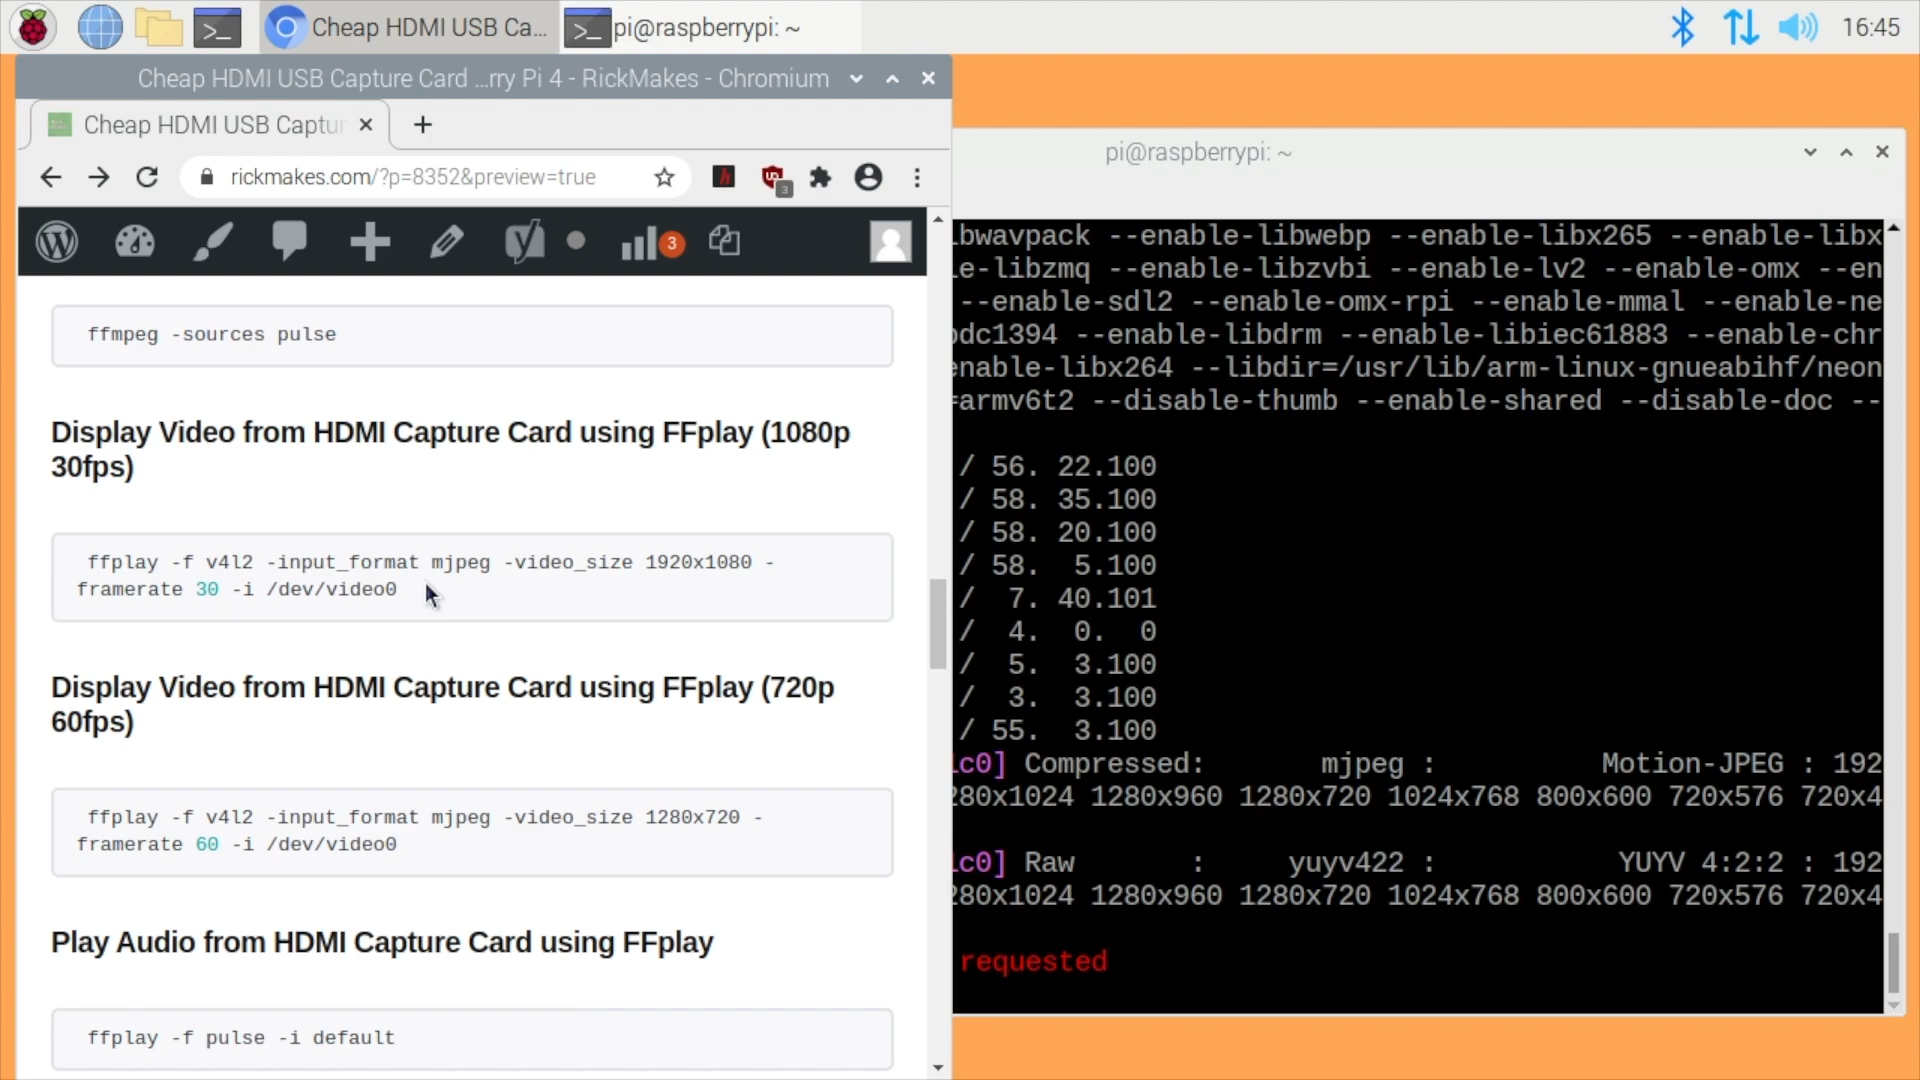 Cheap HDMI USB Ca...
pi@raspberrypi: ~
16:45
Cheap HDMI USB Capture Card ...rry Pi 4 - RickMakes - Chromium
Cheap HDMI USB Captur
rickmakes.com/?p=8352&preview=true
3
3
ffmpeg -sources pulse
Display Video from HDMI Capture Card using FFplay (1080p
30fps)
ffplay -f v4l2 -input_format mjpeg -video_size 1920x1080 -
framerate 30 -i /dev/video0
Display Video from HDMI Capture Card using FFplay (720p
60fps)
ffplay -f v4l2 -input_format mjpeg -video_size 1280x720 -
framerate 60 -i /dev/video0
Play Audio from HDMI Capture Card using FFplay
ffplay -f pulse -i default
pi@raspberrypi: ~
bwavpack --enable-libwebp --enable-libx265 --enable-libx
e-libzmq --enable-libzvbi --enable-lv2 --enable-omx --en
--enable-sdl2 --enable-omx-rpi --enable-mmal --enable-ne
dc1394 --enable-libdrm --enable-libiec61883 --enable-chr
enable-libx264 --libdir=/usr/lib/arm-linux-gnueabihf/neon
=armv6t2 --disable-thumb --enable-shared --disable-doc --
/ 56. 22.100
/ 58. 35.100
/ 58. 20.100
/ 58.  5.100
/  7. 40.101
/  4.  0.  0
/  5.  3.100
/  3.  3.100
/ 55.  3.100
c0] Compressed:       mjpeg :          Motion-JPEG : 192
280x1024 1280x960 1280x720 1024x768 800x600 720x576 720x4
c0] Raw       :     yuyv422 :           YUYV 4:2:2 : 192
280x1024 1280x960 1280x720 1024x768 800x600 720x576 720x4
requested